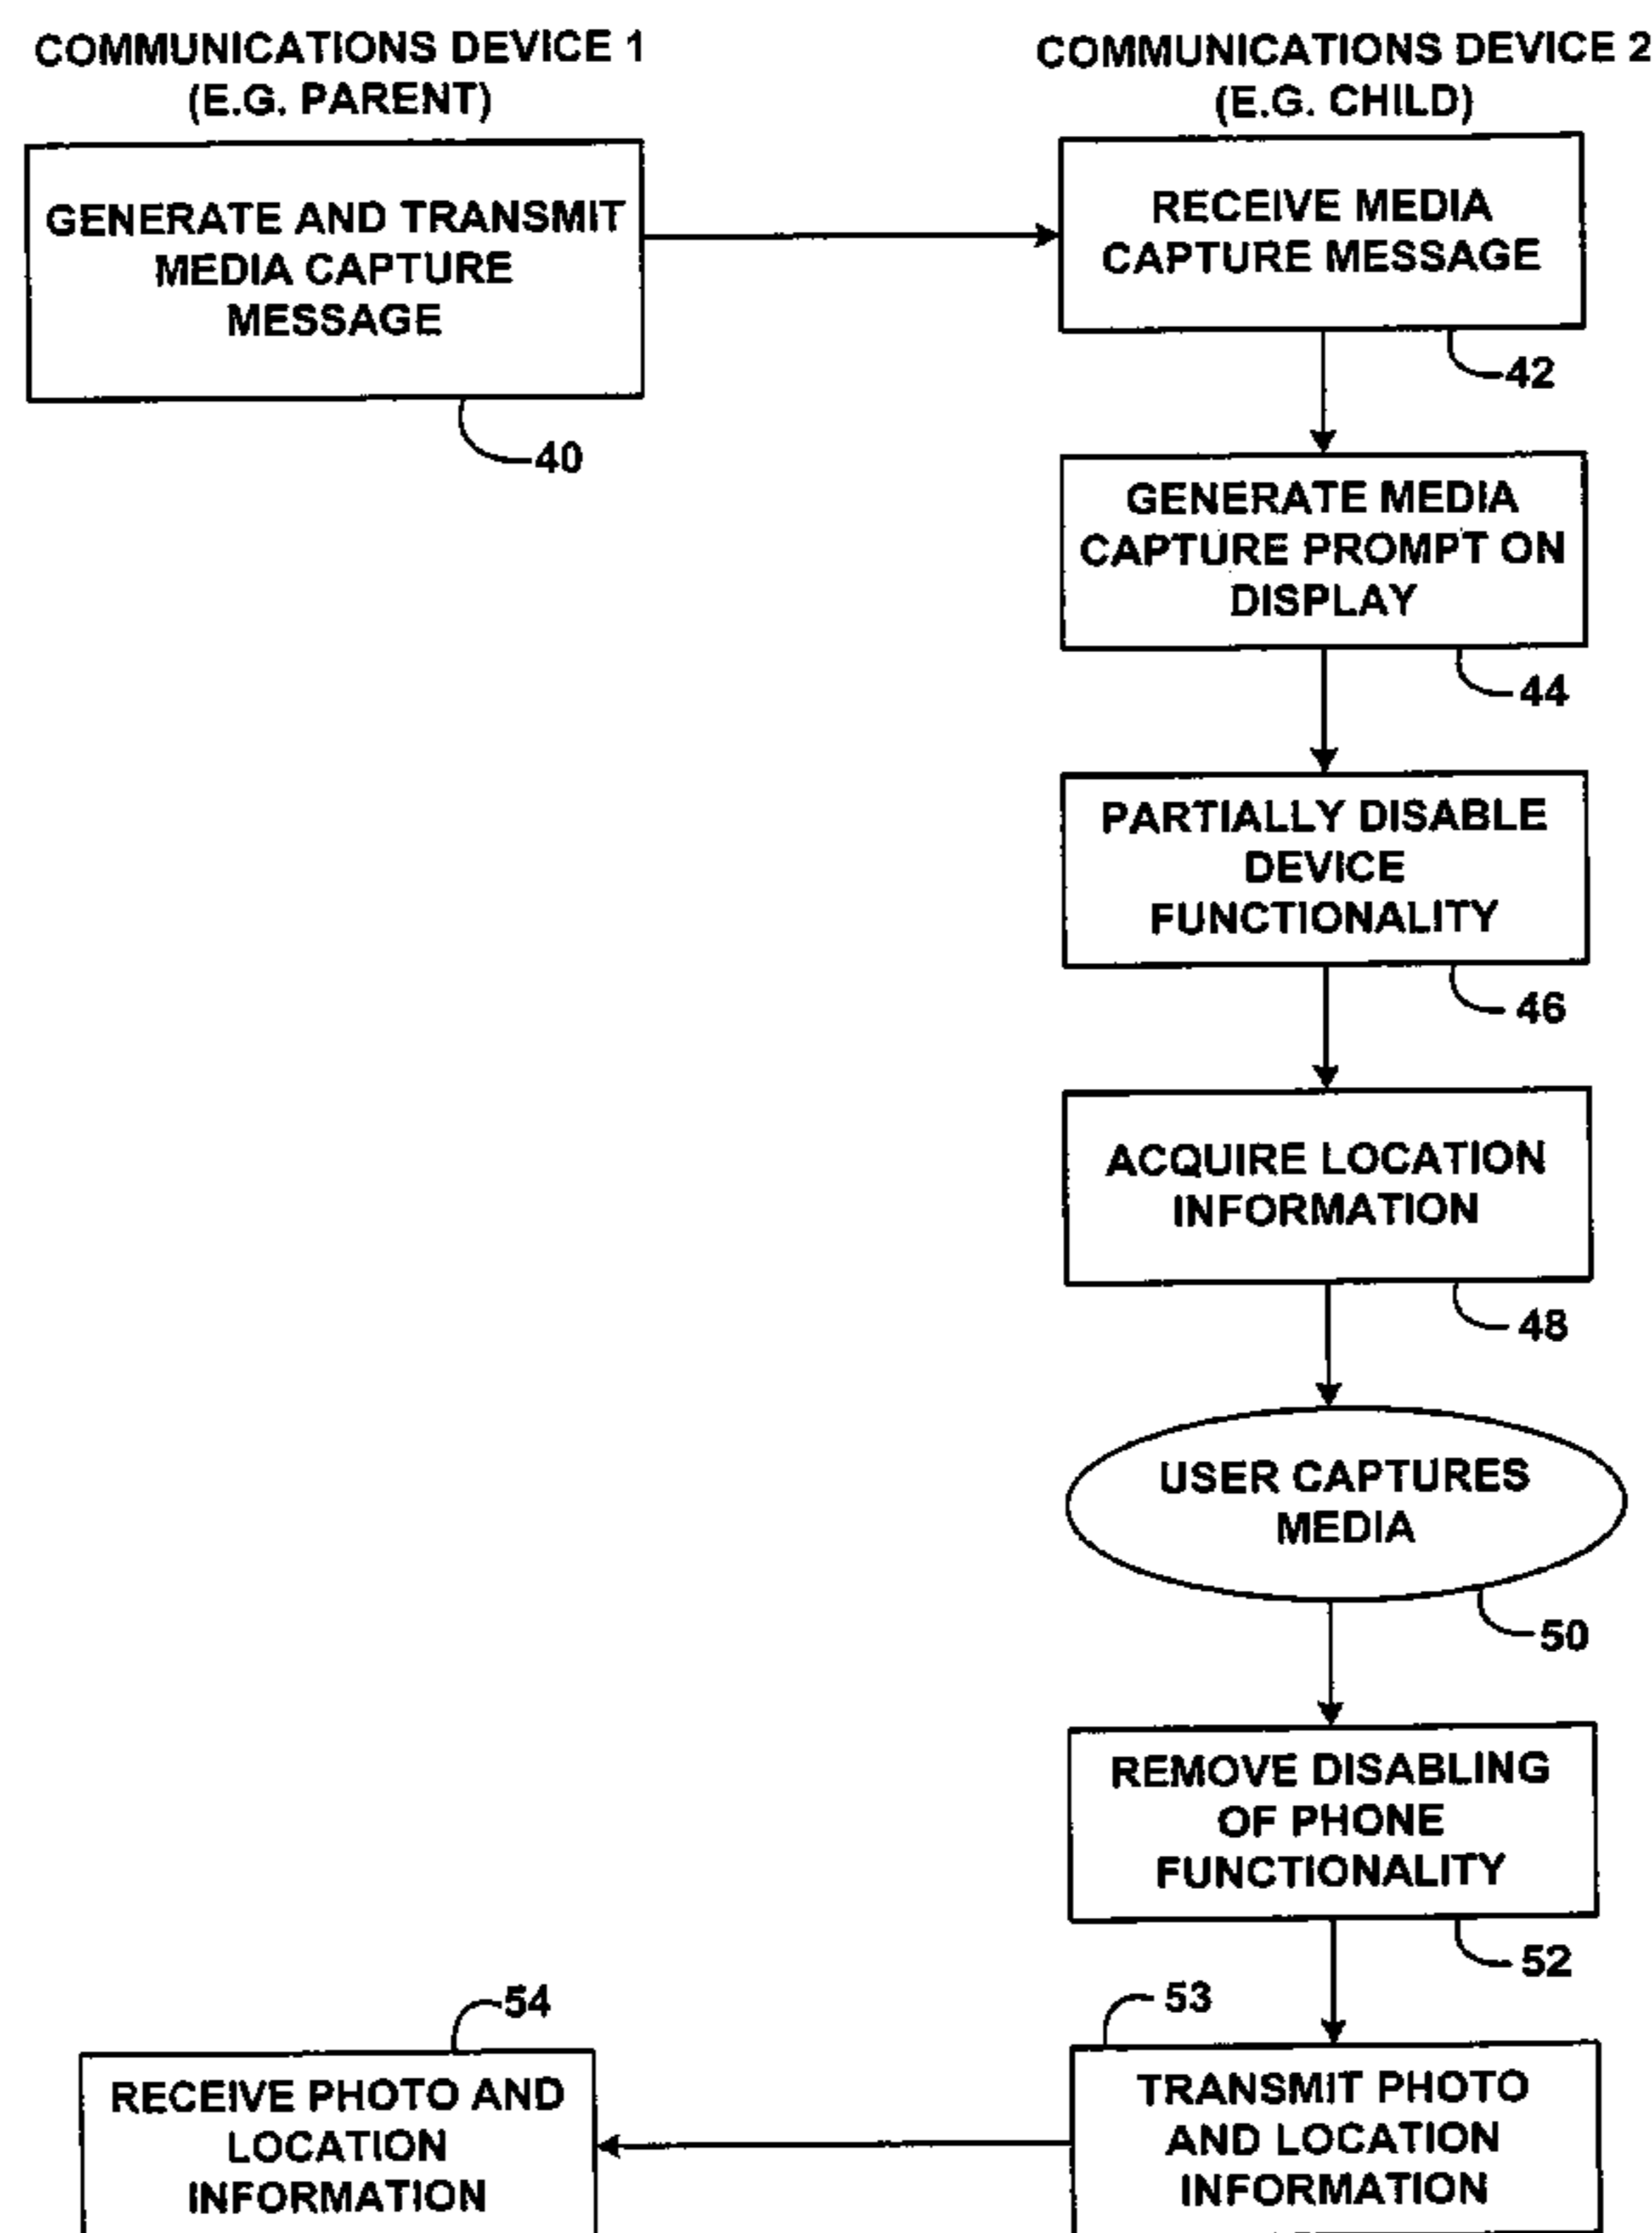 COMMUNICATIONS DEVICE 1
(E.G. PARENT)
COMMUNICATIONS DEVICE 2
(E.G. CHILD)
GENERATE AND TRANSMIT
MEDIA CAPTURE
MESSAGE
40
RECEIVE MEDIA
CAPTURE MESSAGE
42
GENERATE MEDIA
CAPTURE PROMPT ON
DISPLAY
44
PARTIALLY DISABLE
DEVICE
FUNCTIONALITY
46
ACQUIRE LOCATION
INFORMATION
48
USER CAPTURES
MEDIA
50
REMOVE DISABLING
OF PHONE
FUNCTIONALITY
52
53
TRANSMIT PHOTO
AND LOCATION
INFORMATION
54
RECEIVE PHOTO AND
LOCATION
INFORMATION